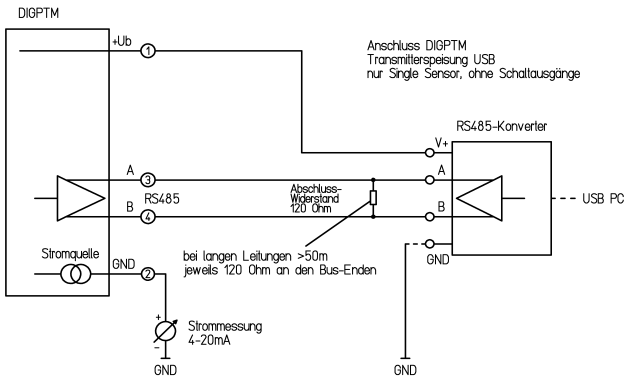 DIGPTM
+Ub
1
Anschluss DIGPTM
Transmitterspeisung USB
nur Single Sensor, ohne Schaltausgänge
RS485-Konverter
V+
A
3
RS485
B
4
Abschluss-
Widerstand
120 Ohm
A
B
USB PC
Stromquelle
GND
2
bei langen Leitungen >50m
jeweils 120 Ohm an den Bus-Enden
GND
+
-
Strommessung
4-20mA
GND
GND